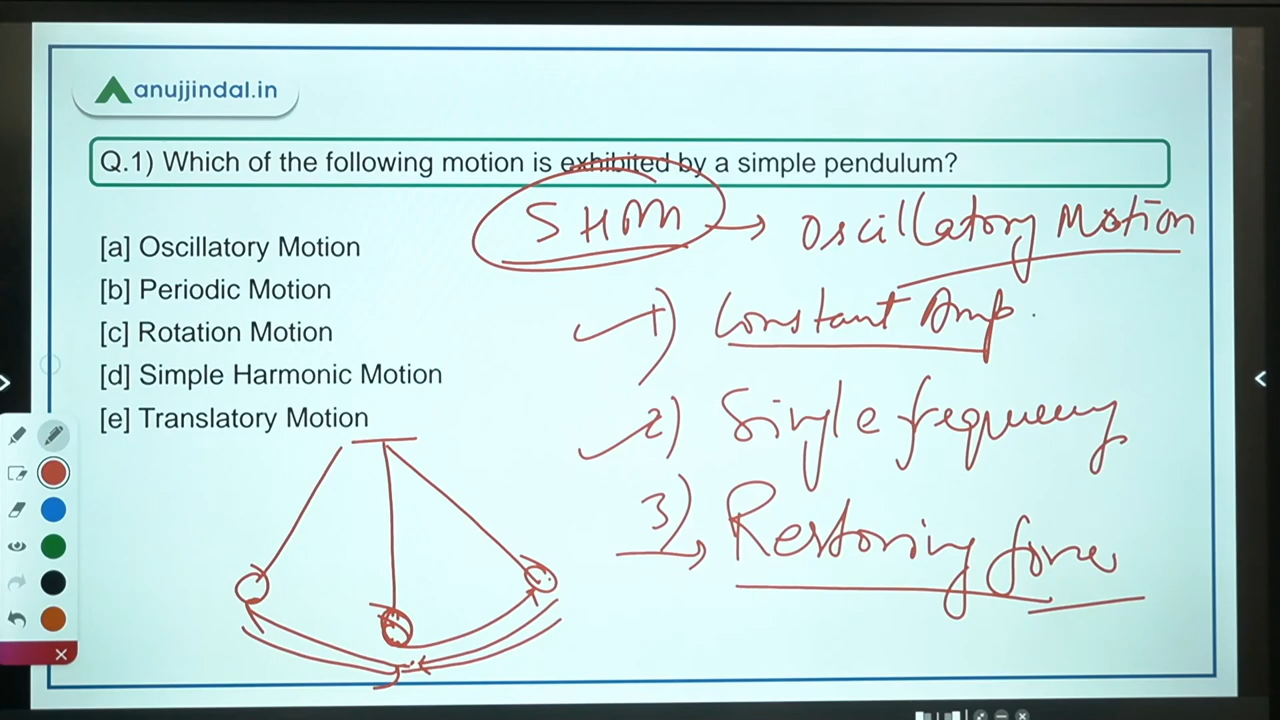 anujjindal.in
Q.1) Which of the following motion is exhibited by a simple pendulum?
SHM → Oscillatory Motion
[a] Oscillatory Motion
[b] Periodic Motion
[c] Rotation Motion
[d] Simple Harmonic Motion
[e] Translatory Motion
1) Constant Amp.
2) Single frequency
3) Restoring force